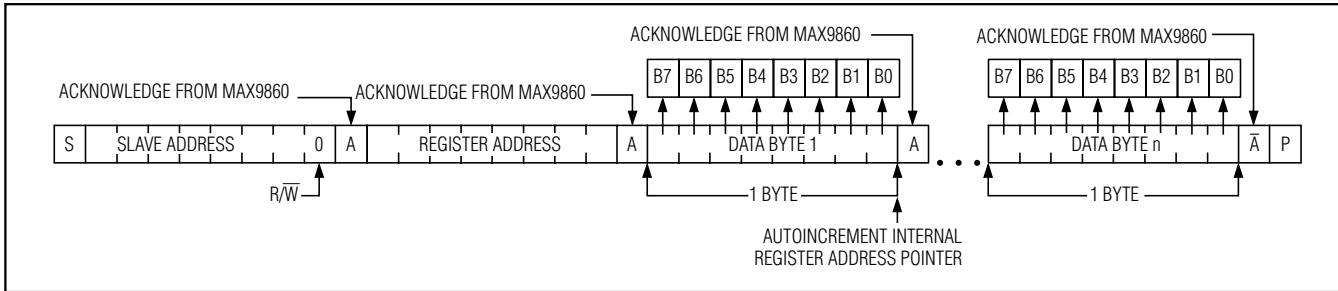 ACKNOWLEDGE FROM MAX9860
ACKNOWLEDGE FROM MAX9860
B7 B6 B5 B4 B3 B2 B1 B0
B7 B6 B5 B4 B3 B2 B1 B0
ACKNOWLEDGE FROM MAX9860
ACKNOWLEDGE FROM MAX9860
S SLAVE ADDRESS 0 A REGISTER ADDRESS A DATA BYTE 1 A DATA BYTE n A̅ P
R/W̅
1 BYTE
1 BYTE
AUTOINCREMENT INTERNAL
REGISTER ADDRESS POINTER